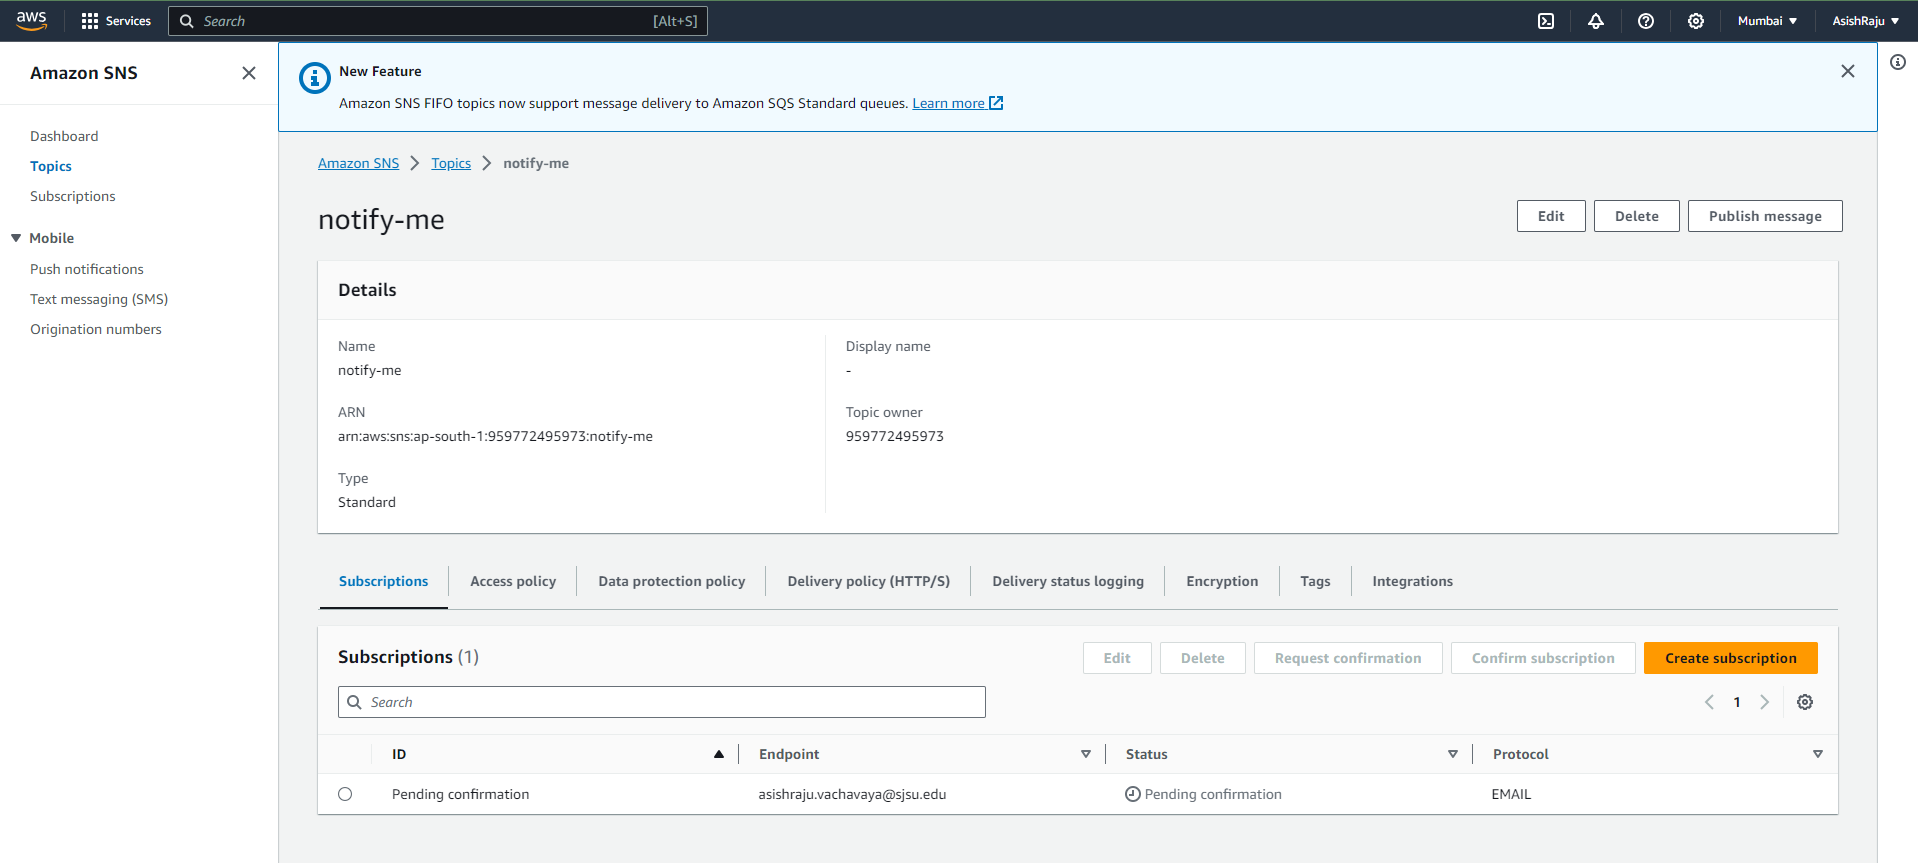 aws Services Search [Alt+S] Mumbai AsishRaju
Amazon SNS
Dashboard
Topics
Subscriptions
Mobile
Push notifications
Text messaging (SMS)
Origination numbers
New Feature
Amazon SNS FIFO topics now support message delivery to Amazon SQS Standard queues. Learn more
Amazon SNS Topics notify-me
notify-me Edit Delete Publish message
Details
Name
notify-me
ARN
arn:aws:sns:ap-south-1:959772495973:notify-me
Type
Standard
Display name
-
Topic owner
959772495973
Subscriptions Access policy Data protection policy Delivery policy (HTTP/S) Delivery status logging Encryption Tags Integrations
Subscriptions (1) Edit Delete Request confirmation Confirm subscription Create subscription
Search 1
ID Endpoint Status Protocol
Pending confirmation asishraju.vachavaya@sjsu.edu Pending confirmation EMAIL